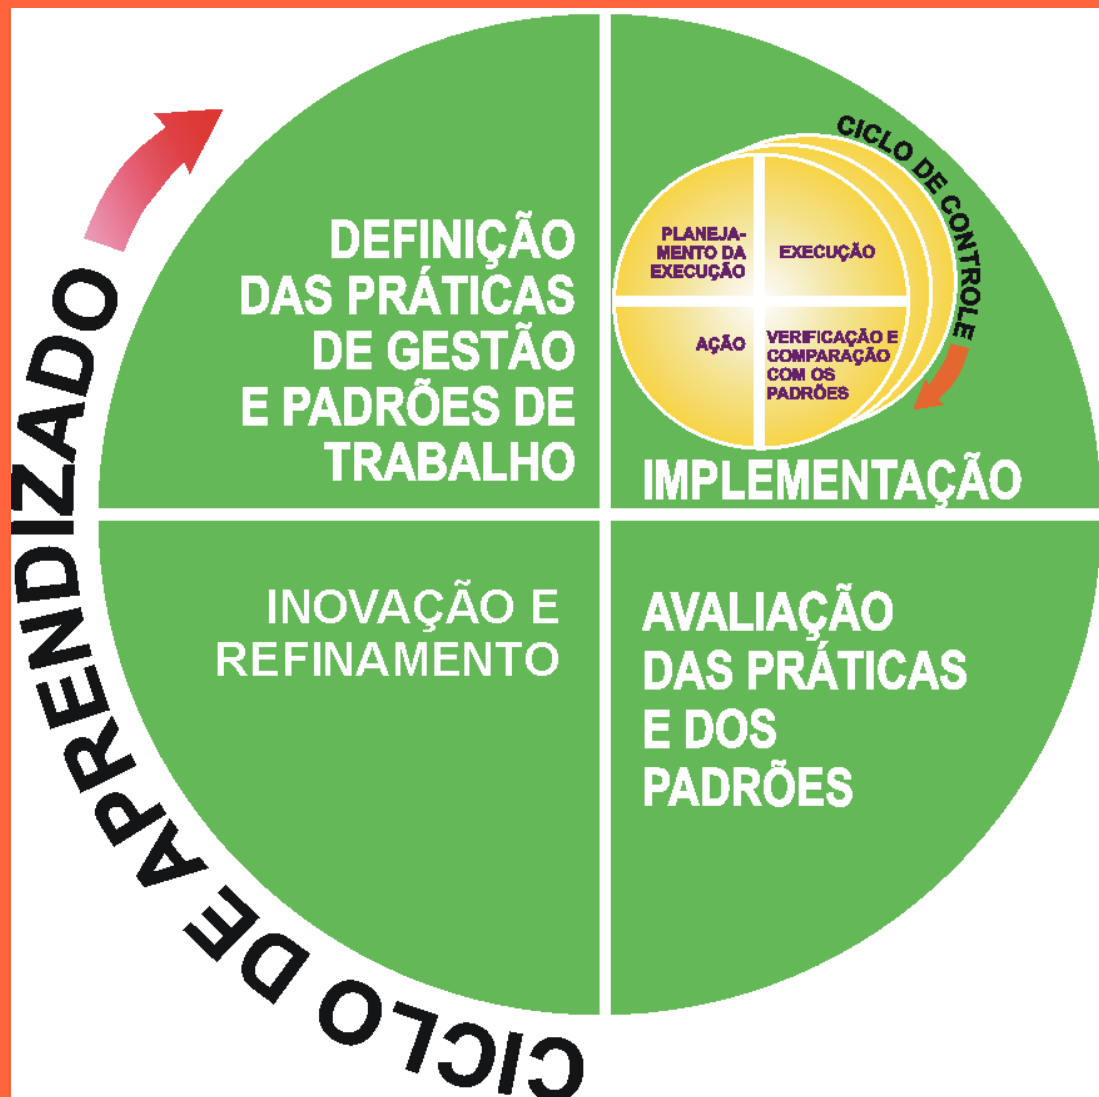 CICLO DE APRENDIZADO
DEFINIÇÃO
DAS PRÁTICAS
DE GESTÃO
E PADRÕES DE
TRABALHO
CICLO DE CONTROLE
PLANEJA-
MENTO DA
EXECUÇÃO
EXECUÇÃO
AÇÃO
VERIFICAÇÃO E
COMPARAÇÃO
COM OS
PADRÕES
IMPLEMENTAÇÃO
INOVAÇÃO E
REFINAMENTO
AVALIAÇÃO
DAS PRÁTICAS
E DOS
PADRÕES